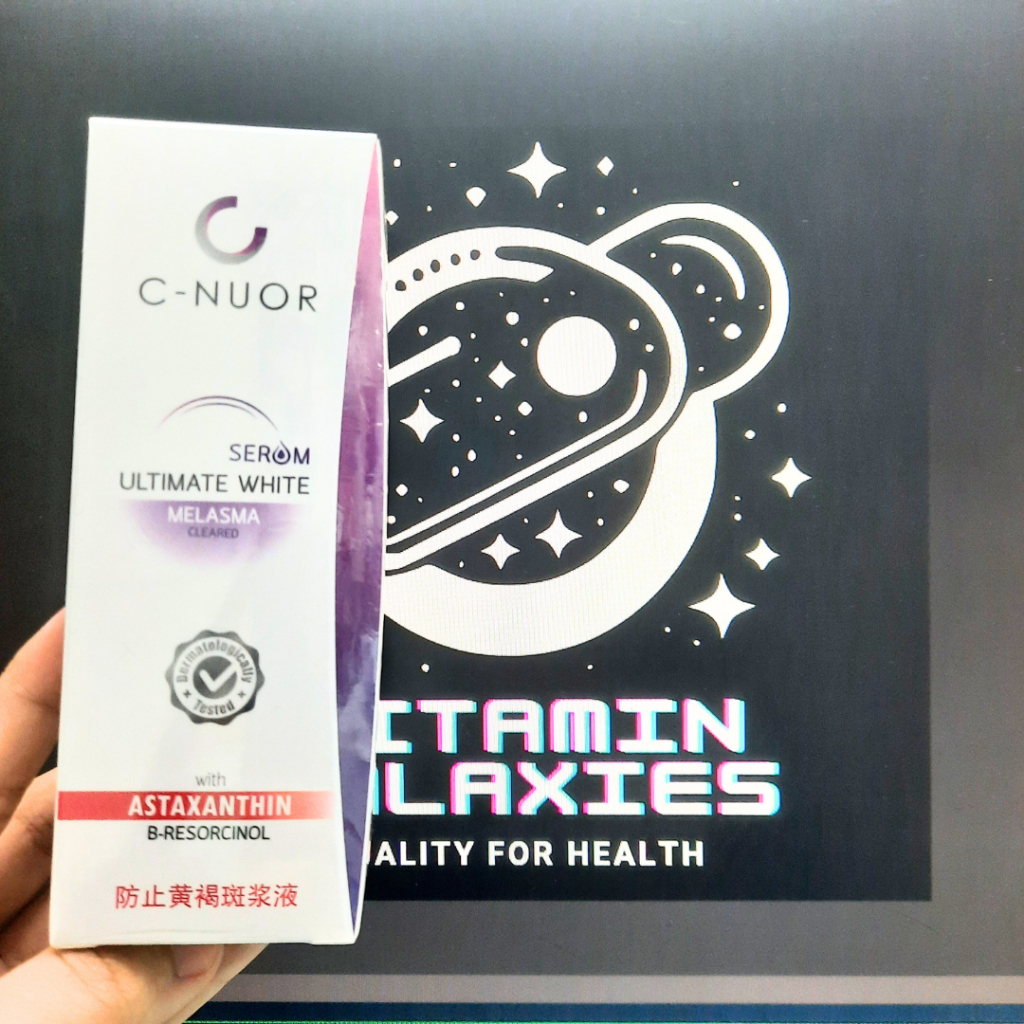 C-NUOR
SERUM
ULTIMATE WHITE
MELASMA
CLEARED
Dermatologically
Tested
with
ASTAXANTHIN
B-RESORCINOL
防止黄褐斑浆液
ITAMIN
LAXIES
ALITY FOR HEALTH